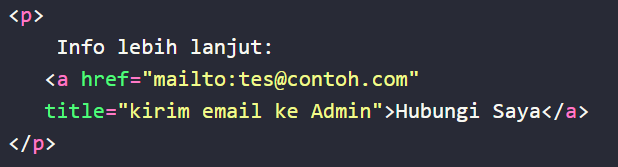 <p>
Info lebih lanjut:
<a href="mailto:tes@contoh.com"
title="kirim email ke Admin">Hubungi Saya</a>
</p>